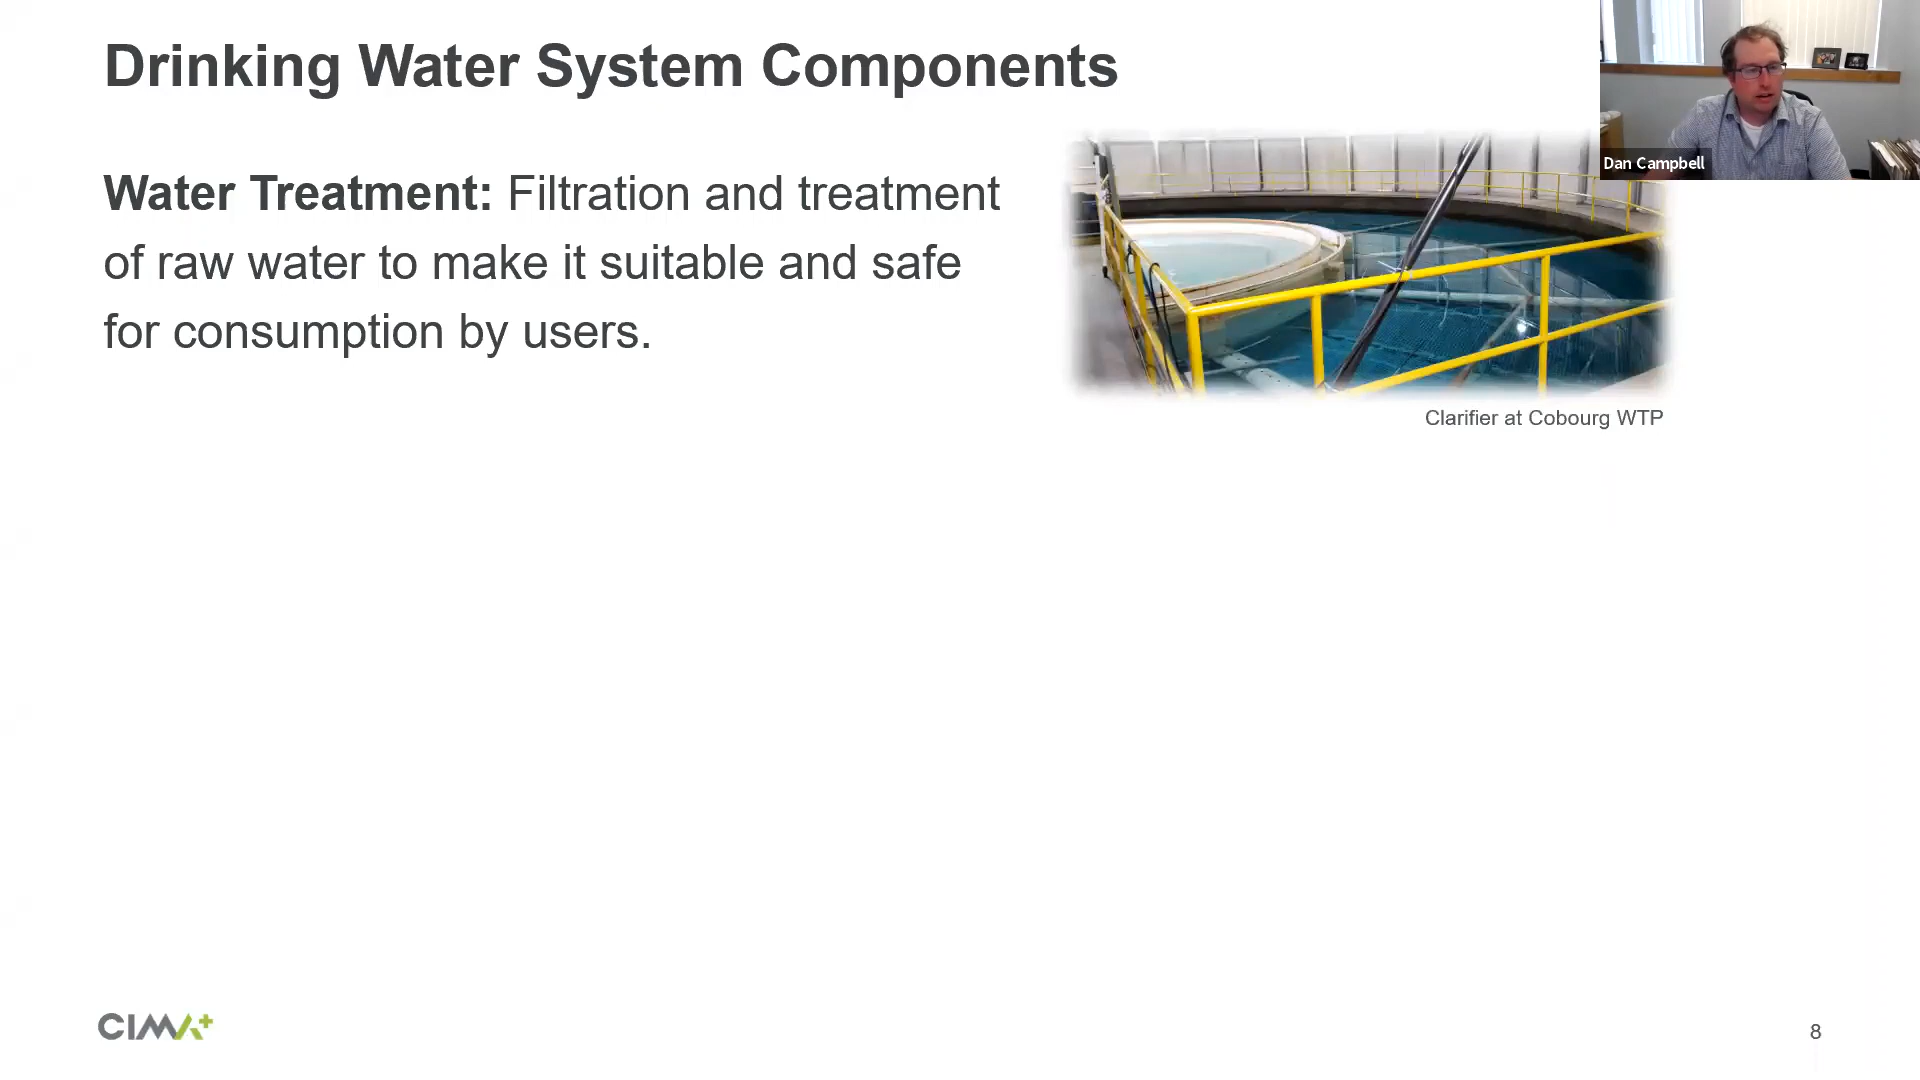 Drinking Water System Components
Dan Campbell
Water Treatment: Filtration and treatment
of raw water to make it suitable and safe
for consumption by users.
Clarifier at Cobourg WTP
CIMA+
8